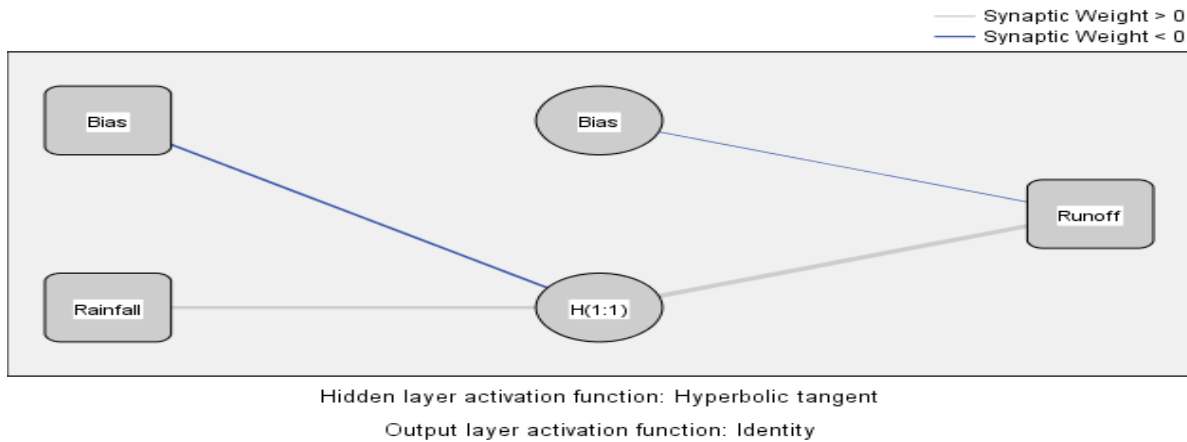 Synaptic Weight > 0
Synaptic Weight < 0
Bias
Bias
Runoff
Rainfall
H(1:1)
Hidden layer activation function: Hyperbolic tangent
Output layer activation function: Identity